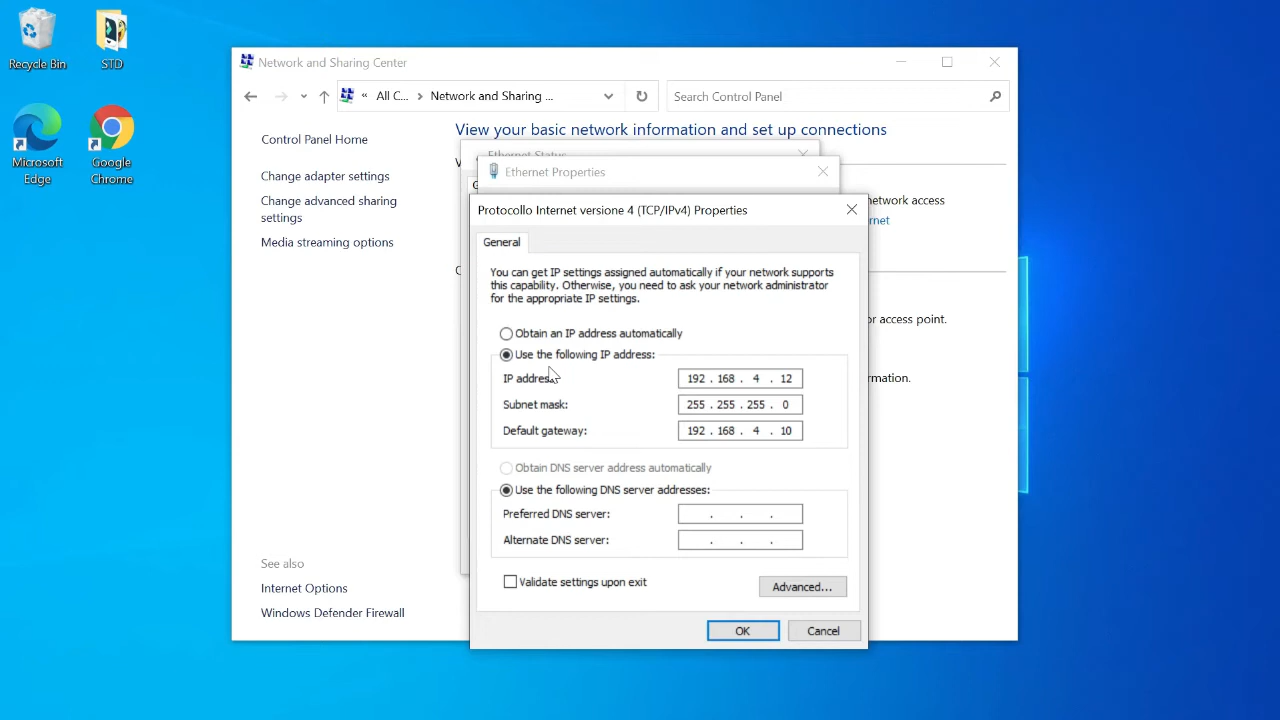 Recycle Bin
STD
Microsoft
Edge
Google
Chrome
Network and Sharing Center
« All C... › Network and Sharing ...
Search Control Panel
Control Panel Home
Change adapter settings
Change advanced sharing
settings
Media streaming options
See also
Internet Options
Windows Defender Firewall
View your basic network information and set up connections
Ethernet Status
Ethernet Properties
network access
or access point.
Protocollo Internet versione 4 (TCP/IPv4) Properties
General
You can get IP settings assigned automatically if your network supports
this capability. Otherwise, you need to ask your network administrator
for the appropriate IP settings.
Obtain an IP address automatically
Use the following IP address:
IP address:
192 . 168 . 4 . 12
Subnet mask:
255 . 255 . 255 . 0
Default gateway:
192 . 168 . 4 . 10
Obtain DNS server address automatically
Use the following DNS server addresses:
Preferred DNS server:
. . .
Alternate DNS server:
. . .
Validate settings upon exit
Advanced...
OK
Cancel